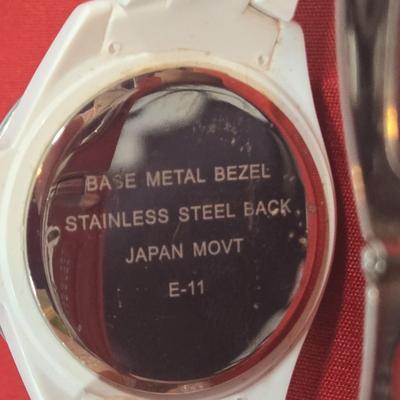 BASE METAL BEZEL
STAINLESS STEEL BACK
JAPAN MOVT
E-11